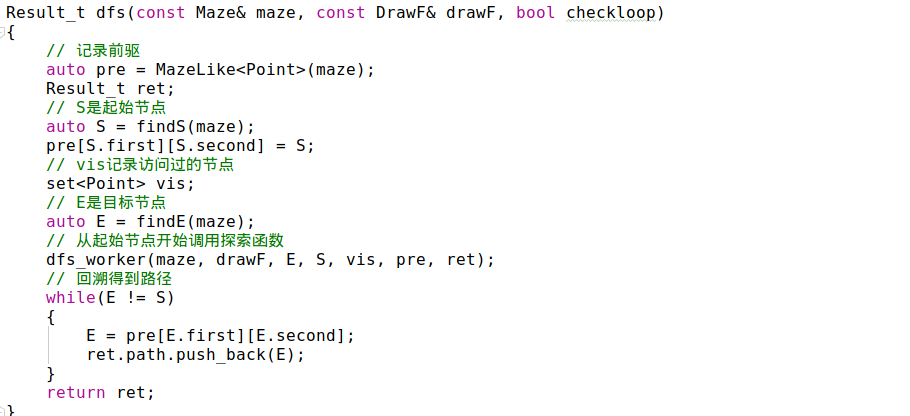 Result_t dfs(const Maze& maze, const DrawF& drawF, bool checkloop)
{
    // 记录前驱
    auto pre = MazeLike<Point>(maze);
    Result_t ret;
    // S是起始节点
    auto S = findS(maze);
    pre[S.first][S.second] = S;
    // vis记录访问过的节点
    set<Point> vis;
    // E是目标节点
    auto E = findE(maze);
    // 从起始节点开始调用探索函数
    dfs_worker(maze, drawF, E, S, vis, pre, ret);
    // 回溯得到路径
    while(E != S)
    {
        E = pre[E.first][E.second];
        ret.path.push_back(E);
    }
    return ret;
}